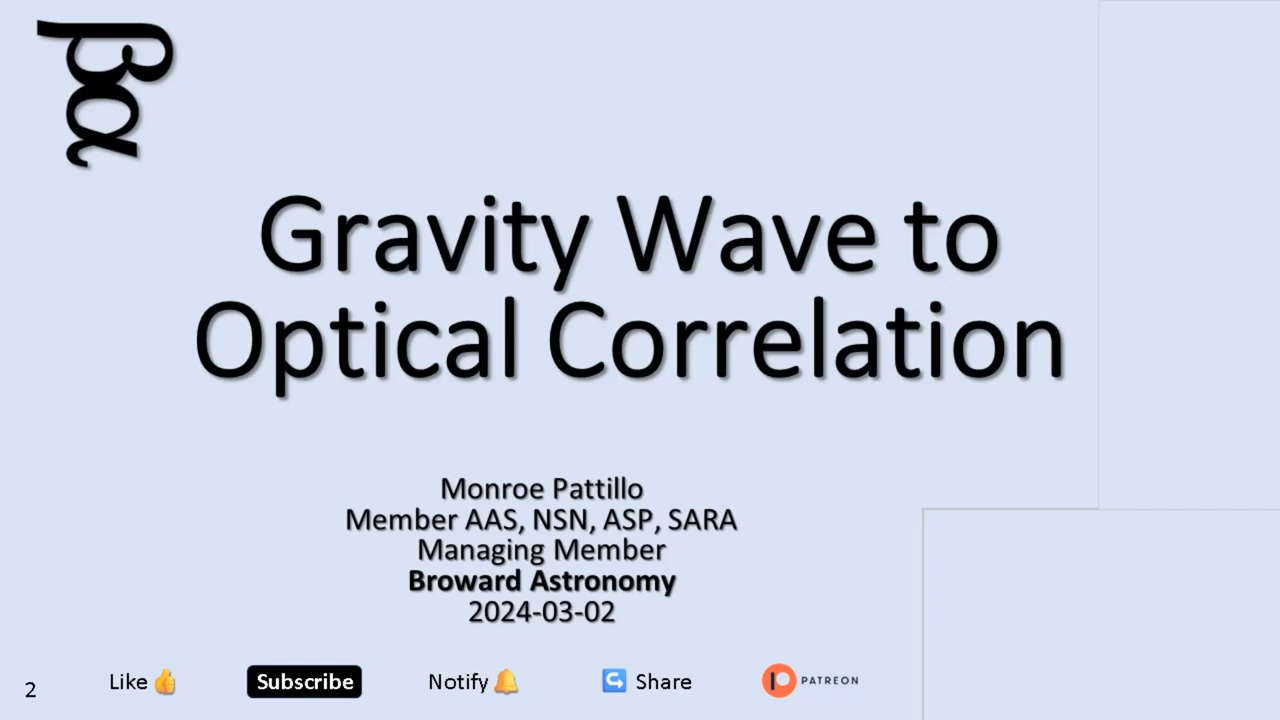 βα
Gravity Wave to
Optical Correlation
Monroe Pattillo
Member AAS, NSN, ASP, SARA
Managing Member
Broward Astronomy
2024-03-02
2 Like Subscribe Notify Share PATREON